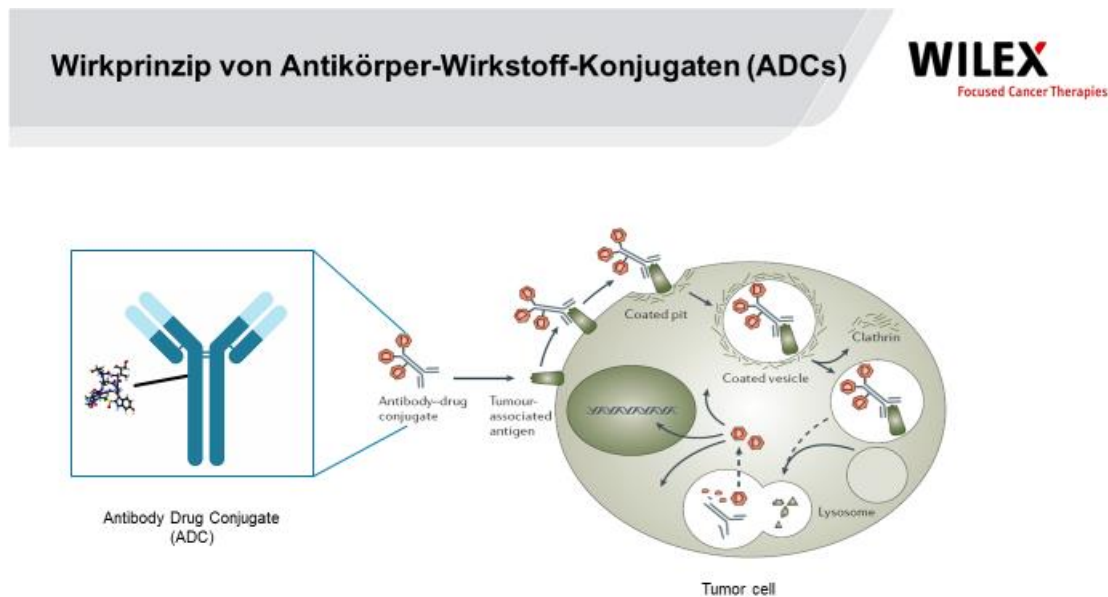 Wirkprinzip von Antikörper-Wirkstoff-Konjugaten (ADCs)
WILEX
Focused Cancer Therapies
Coated pit
Clathrin
Coated vesicle
Antibody–drug
conjugate
Tumour-
associated
antigen
Lysosome
Antibody Drug Conjugate
(ADC)
Tumor cell